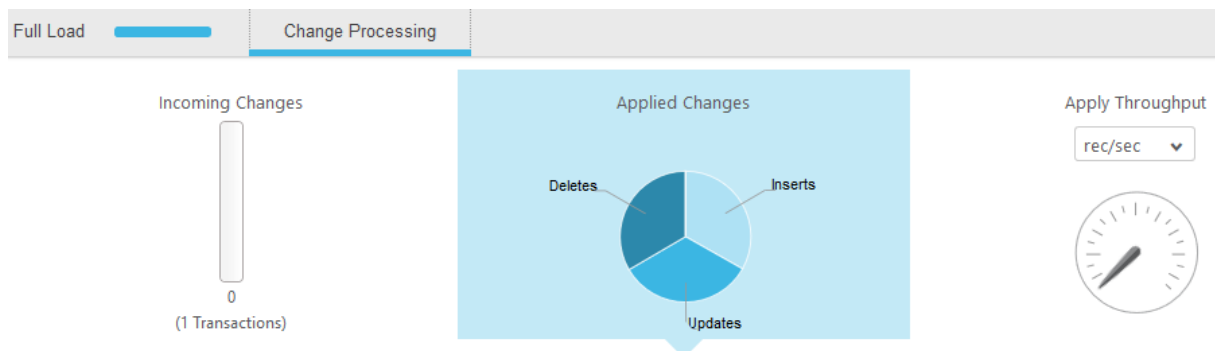 Full Load
Change Processing
Incoming Changes
0
(1 Transactions)
Applied Changes
Deletes
Inserts
Updates
Apply Throughput
rec/sec